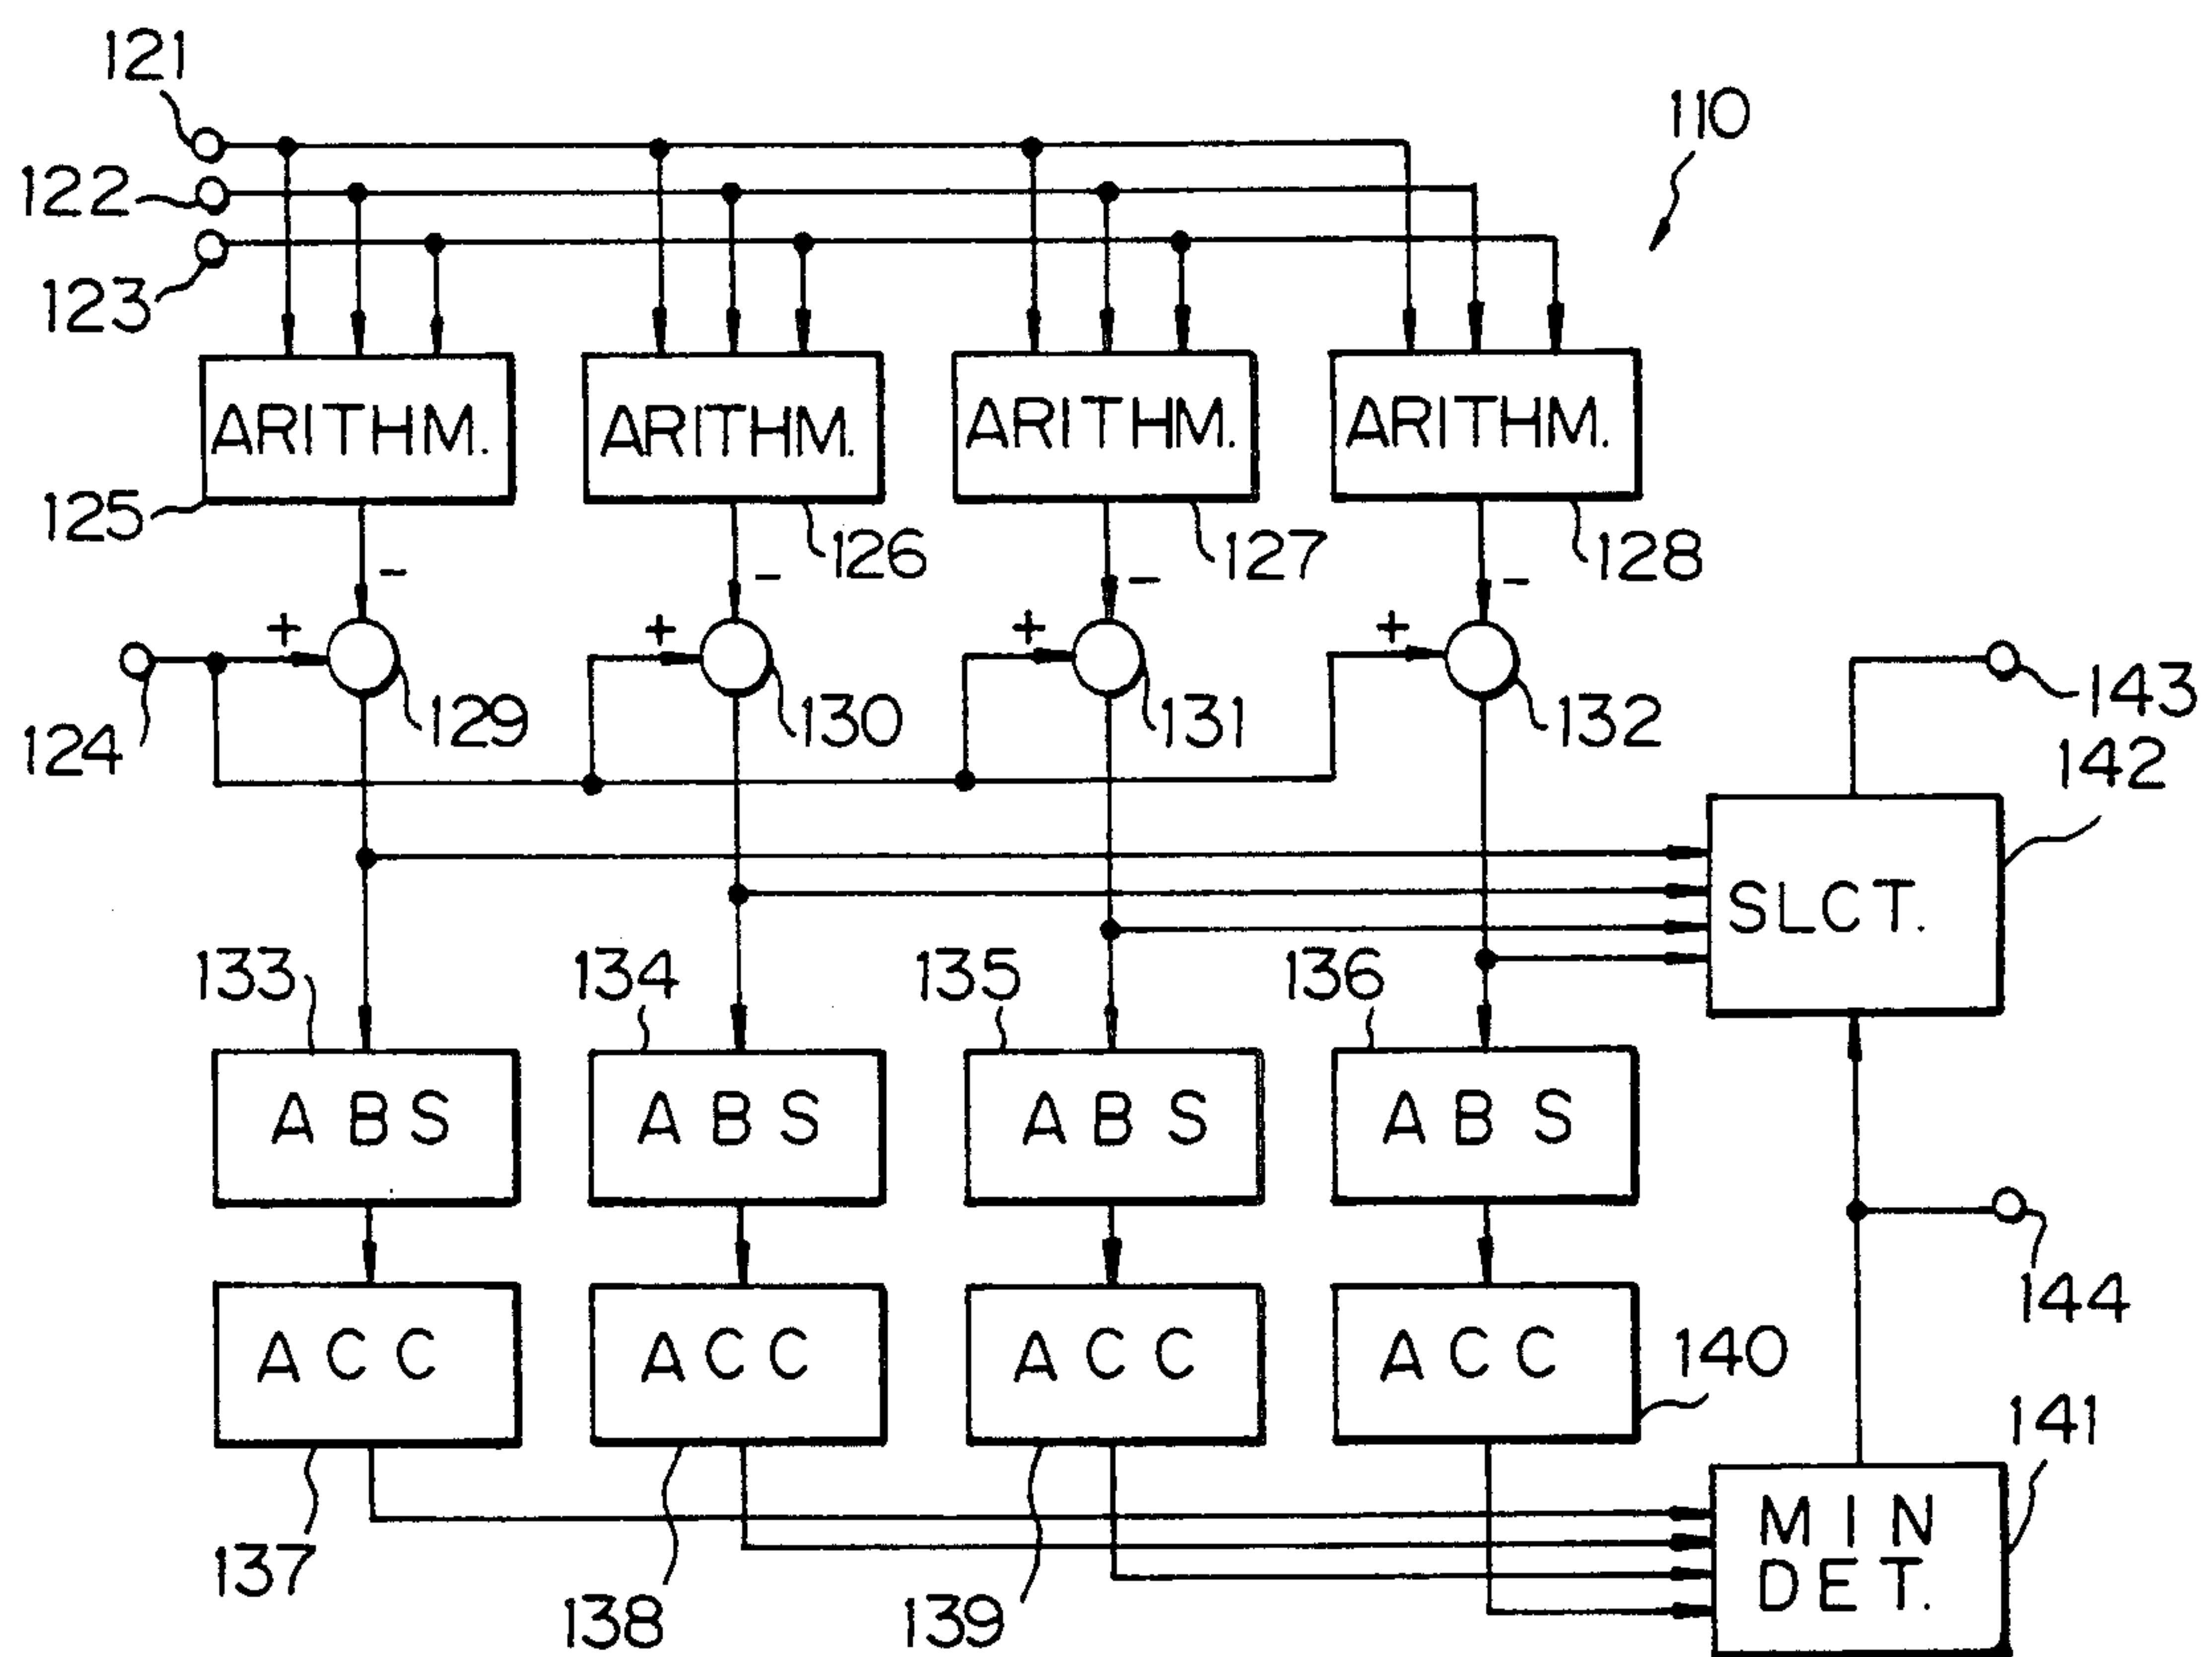 121
110
122
123
ARITHM. ARITHM. ARITHM. ARITHM.
125 126 127 128
- - - -
+ + + +
124 129 130 131 132 143
142
SLCT.
133 134 135 136
ABS ABS ABS ABS
144
ACC ACC ACC ACC 140
141
MIN
DET.
137 138 139